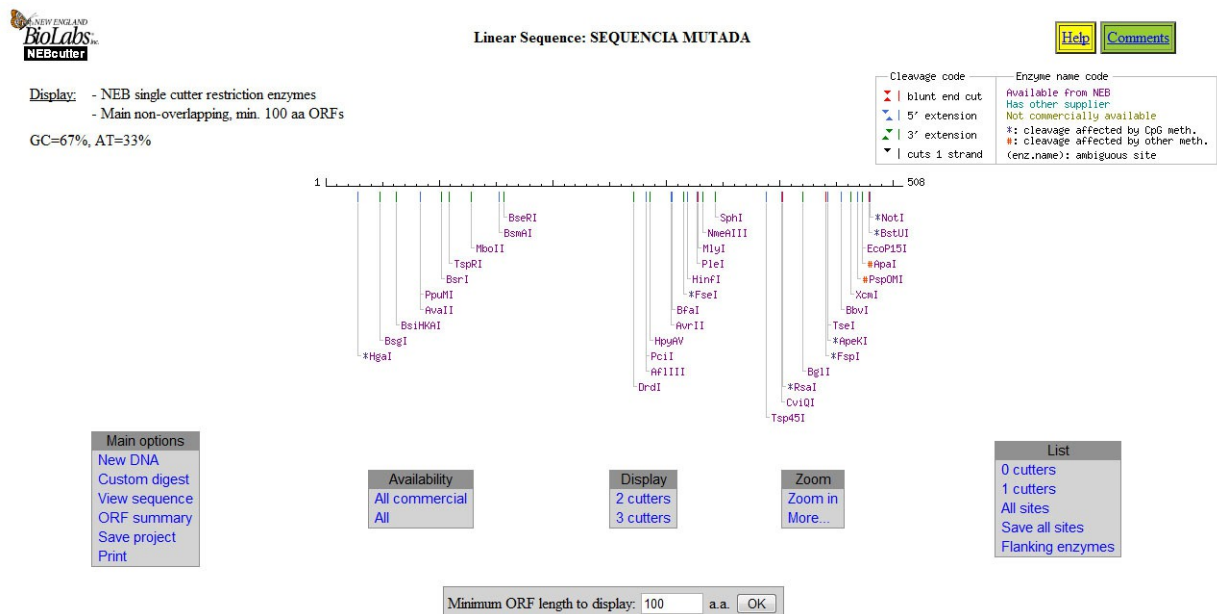 NEW ENGLAND
BioLabs Inc.
NEBcutter
Linear Sequence: SEQUENCIA MUTADA
Help
Comments
Display: - NEB single cutter restriction enzymes
- Main non-overlapping, min. 100 aa ORFs
GC=67%, AT=33%
Cleavage code
blunt end cut
5' extension
3' extension
cuts 1 strand
Enzyme name code
Available from NEB
Has other supplier
Not commercially available
*: cleavage affected by CpG meth.
#: cleavage affected by other meth.
(enz.name): ambiguous site
1
508
BseRI
BsmAI
MboII
TspRI
BsrI
PpuMI
AvaII
BsiHKAI
BsgI
*HgaI
SphI
NmeAIII
MlyI
PleI
HinfI
*FseI
BfaI
AvrII
HpyAV
PciI
AflIII
DrdI
*NotI
*BstUI
EcoP15I
#ApaI
#PspOMI
XcmI
BbvI
TseI
*ApeKI
*FspI
BglI
*RsaI
CviQI
Tsp45I
Main options
New DNA
Custom digest
View sequence
ORF summary
Save project
Print
Availability
All commercial
All
Display
2 cutters
3 cutters
Zoom
Zoom in
More...
List
0 cutters
1 cutters
All sites
Save all sites
Flanking enzymes
Minimum ORF length to display: 100 a.a. OK